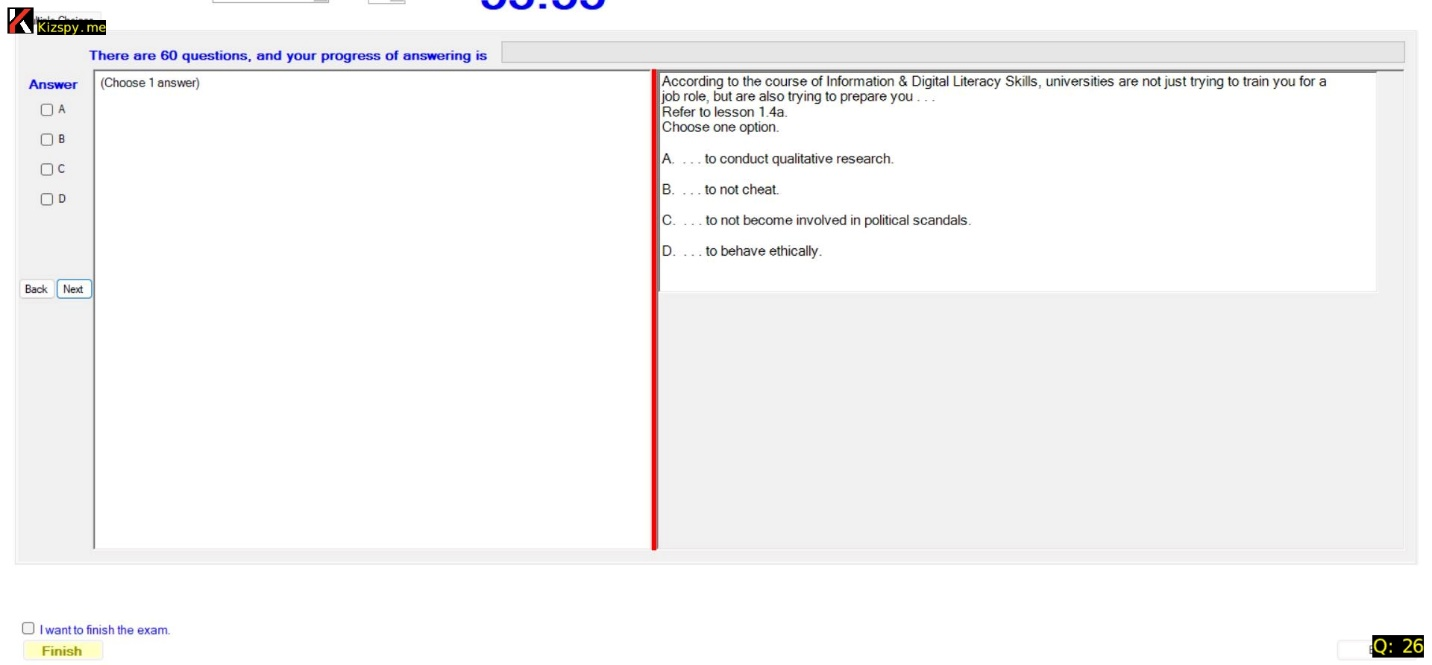 Kizspy.me
There are 60 questions, and your progress of answering is
Answer
A
B
C
D
Back Next
(Choose 1 answer)
According to the course of Information & Digital Literacy Skills, universities are not just trying to train you for a
job role, but are also trying to prepare you . . .
Refer to lesson 1.4a.
Choose one option.
A. . . . to conduct qualitative research.
B. . . . to not cheat.
C. . . . to not become involved in political scandals.
D. . . . to behave ethically.
I want to finish the exam.
Finish
Q: 26